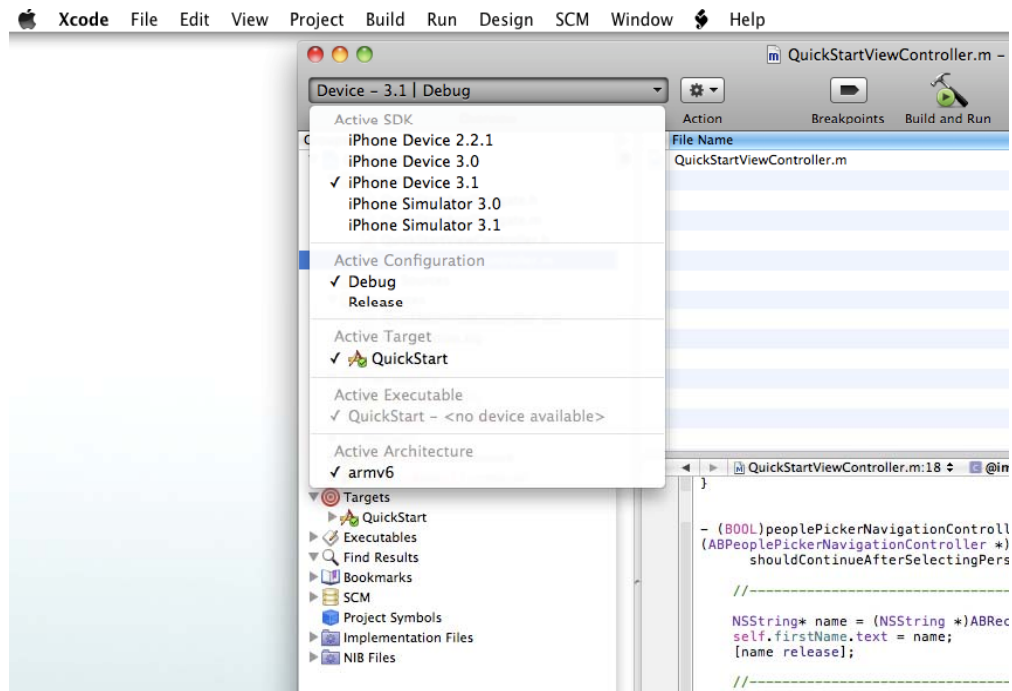 Xcode File Edit View Project Build Run Design SCM Window Help
QuickStartViewController.m –
Device – 3.1 | Debug
Action Breakpoints Build and Run
Active SDK
iPhone Device 2.2.1
iPhone Device 3.0
✓ iPhone Device 3.1
iPhone Simulator 3.0
iPhone Simulator 3.1
Active Configuration
✓ Debug
Release
Active Target
✓ QuickStart
Active Executable
✓ QuickStart – <no device available>
Active Architecture
✓ armv6
Targets
QuickStart
Executables
Find Results
Bookmarks
SCM
Project Symbols
Implementation Files
NIB Files
File Name
QuickStartViewController.m
QuickStartViewController.m:18
}
- (BOOL)peoplePickerNavigationControll
(ABPeoplePickerNavigationController *)
shouldContinueAfterSelectingPers
//--------------------------------
NSString* name = (NSString *)ABRec
self.firstName.text = name;
[name release];
//--------------------------------